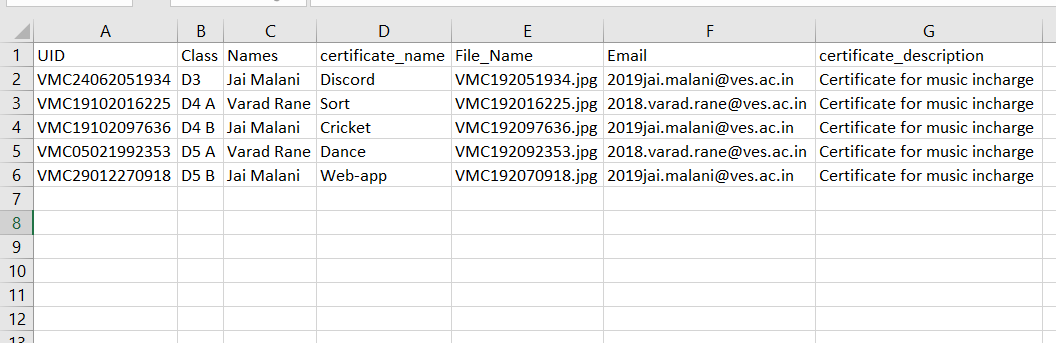 A B C D E F G
1 UID Class Names certificate_name File_Name Email certificate_description
2 VMC24062051934 D3 Jai Malani Discord VMC192051934.jpg 2019jai.malani@ves.ac.in Certificate for music incharge
3 VMC19102016225 D4 A Varad Rane Sort VMC192016225.jpg 2018.varad.rane@ves.ac.in Certificate for music incharge
4 VMC19102097636 D4 B Jai Malani Cricket VMC192097636.jpg 2019jai.malani@ves.ac.in Certificate for music incharge
5 VMC05021992353 D5 A Varad Rane Dance VMC192092353.jpg 2018.varad.rane@ves.ac.in Certificate for music incharge
6 VMC29012270918 D5 B Jai Malani Web-app VMC192070918.jpg 2019jai.malani@ves.ac.in Certificate for music incharge
7
8
9
10
11
12
13